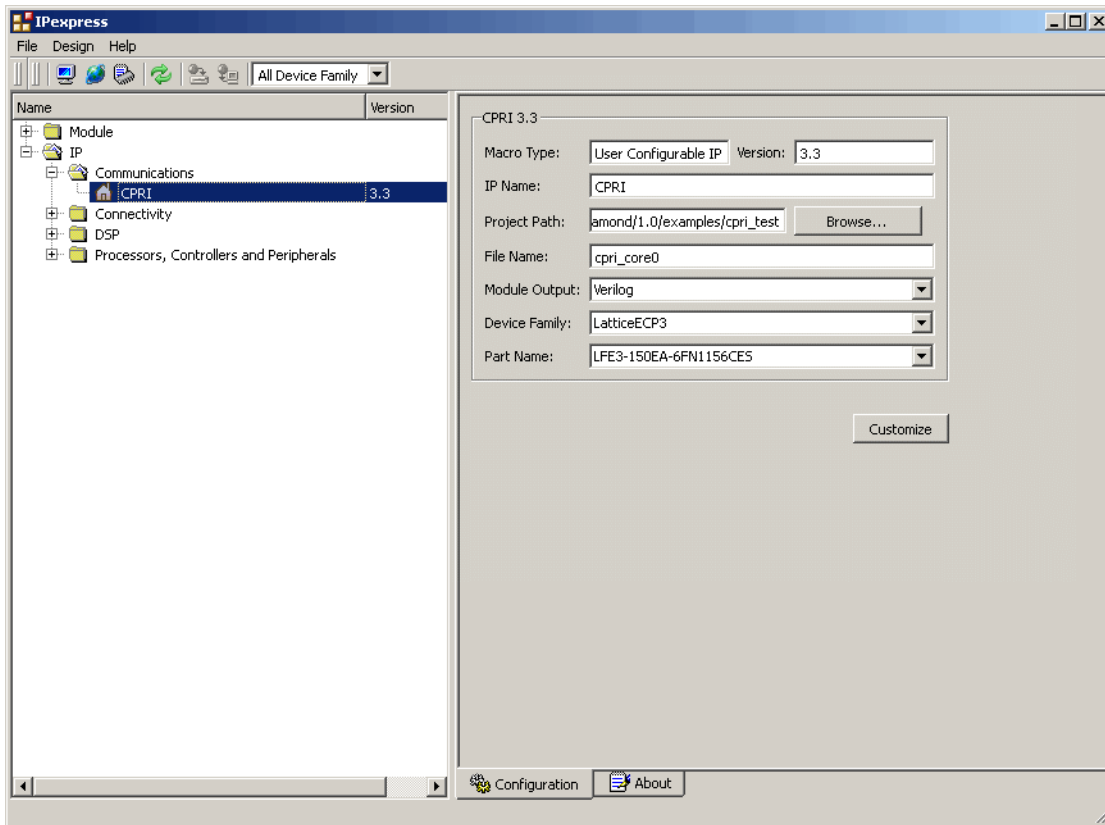 IPexpress
File Design Help
All Device Family
Name Version
Module
IP
Communications
CPRI 3.3
Connectivity
DSP
Processors, Controllers and Peripherals
CPRI 3.3
Macro Type: User Configurable IP Version: 3.3
IP Name: CPRI
Project Path: amond/1.0/examples/cpri_test Browse...
File Name: cpri_core0
Module Output: Verilog
Device Family: LatticeECP3
Part Name: LFE3-150EA-6FN1156CES
Customize
Configuration About